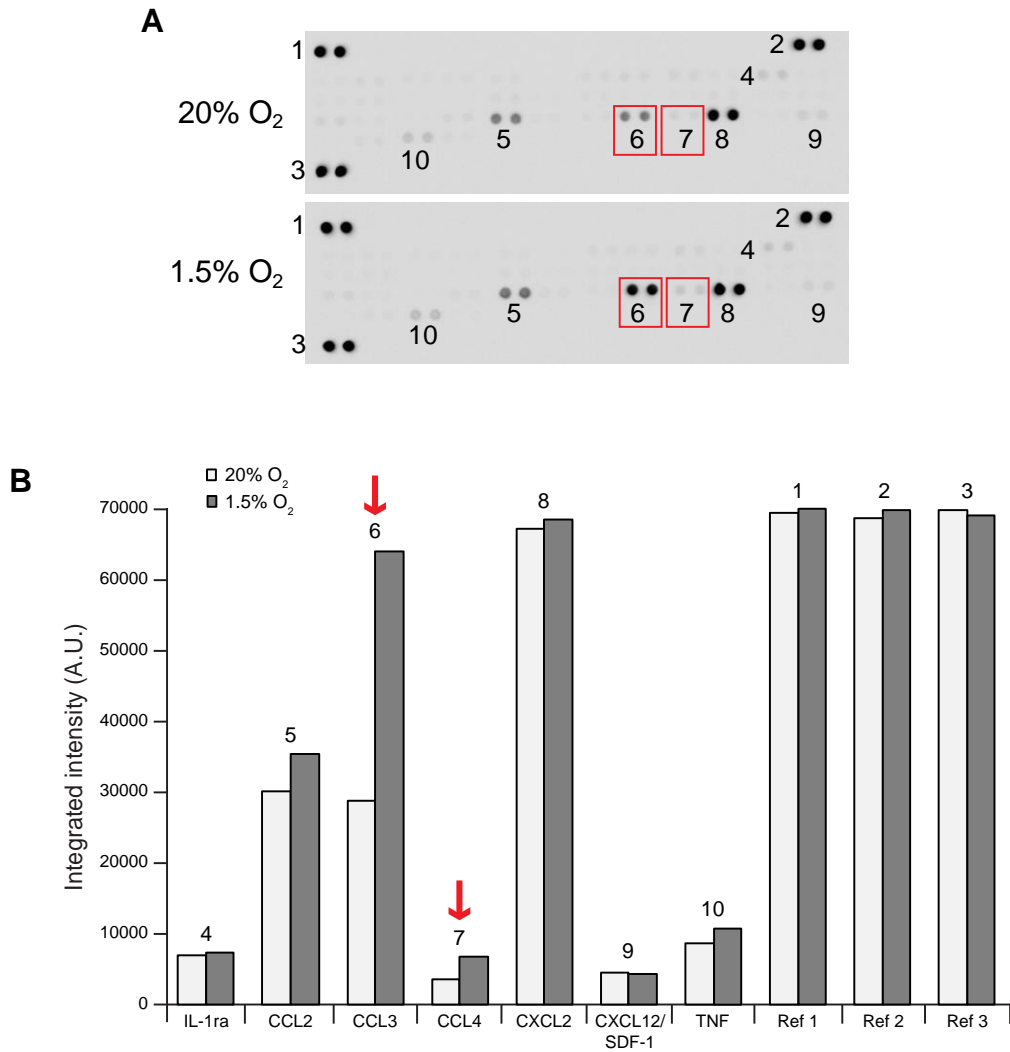 A
20% O2
1
2
3
4
5
6
7
8
9
10
1.5% O2
1
2
3
4
5
6
7
8
9
10
B
20% O2
1.5% O2
Integrated intensity (A.U.)
70000
60000
50000
40000
30000
20000
10000
0
4
5
6
7
8
9
10
1
2
3
IL-1ra
CCL2
CCL3
CCL4
CXCL2
CXCL12/
SDF-1
TNF
Ref 1
Ref 2
Ref 3